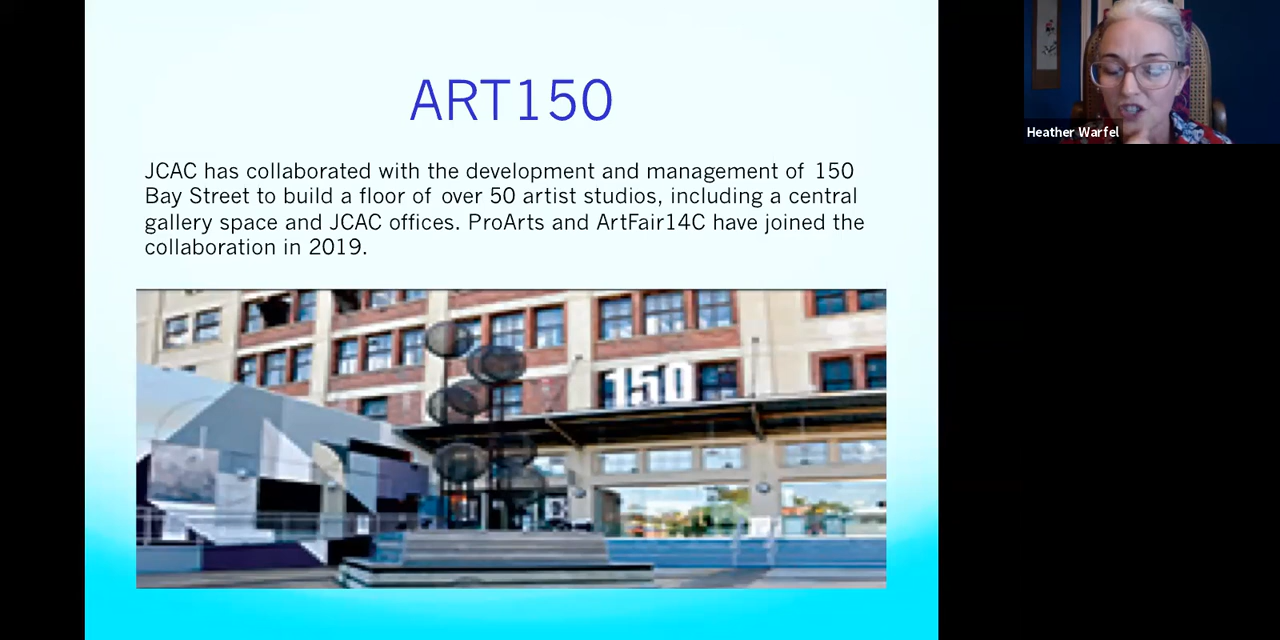 ART150
JCAC has collaborated with the development and management of 150
Bay Street to build a floor of over 50 artist studios, including a central
gallery space and JCAC offices. ProArts and ArtFair14C have joined the
collaboration in 2019.
150
Heather Warfel